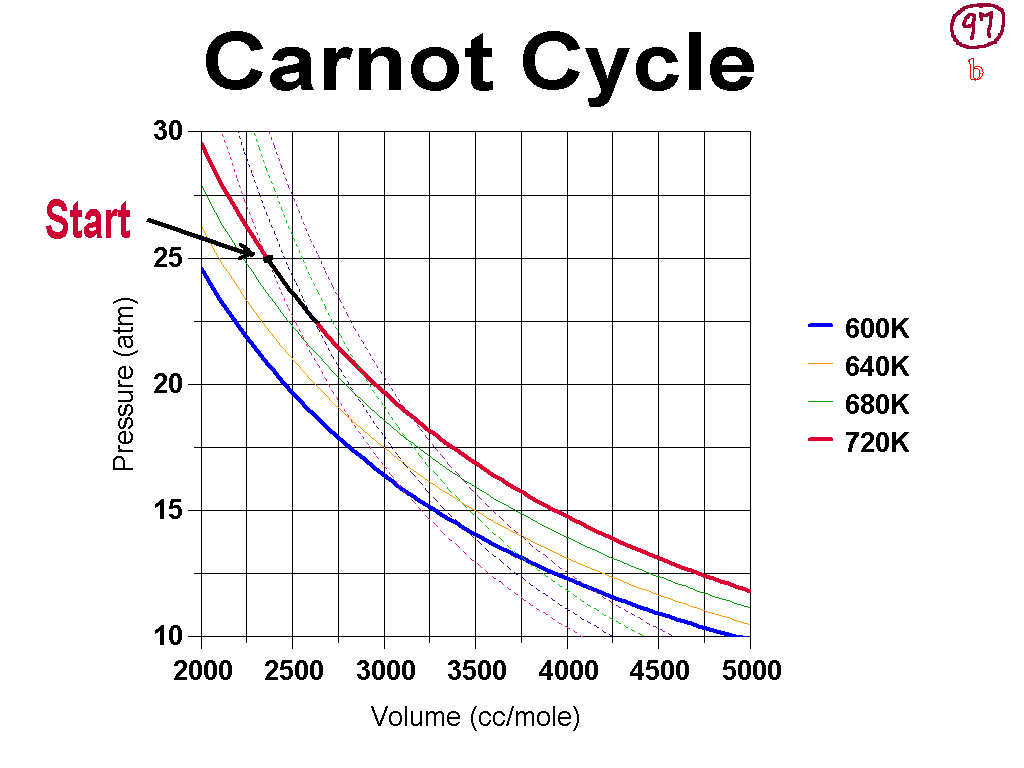 97
b
Carnot Cycle
30
25
20
15
10
Start
Pressure (atm)
2000 2500 3000 3500 4000 4500 5000
Volume (cc/mole)
600K
640K
680K
720K